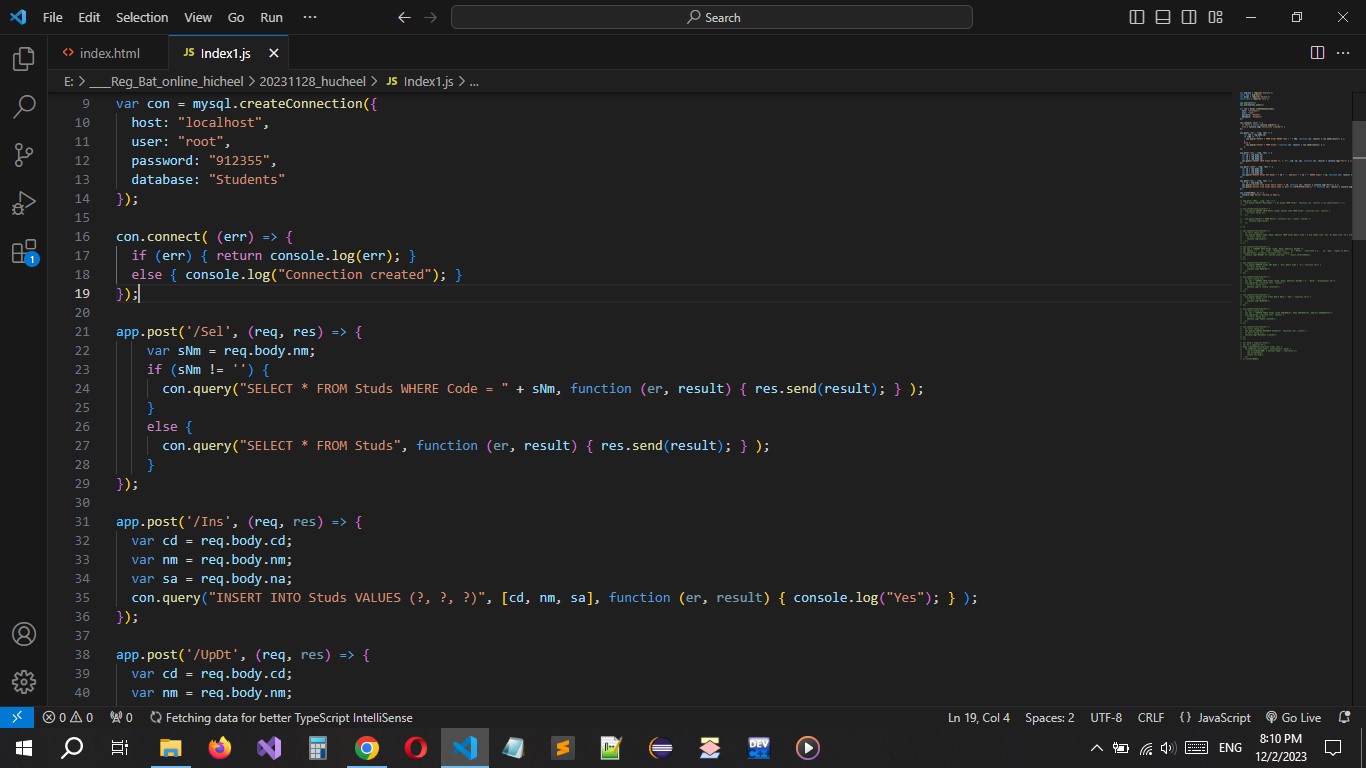 File Edit Selection View Go Run ··· Search
index.html JS Index1.js
E: > ___Reg_Bat_online_hicheel > 20231128_hucheel > JS Index1.js > ...
9 var con = mysql.createConnection({
10 host: "localhost",
11 user: "root",
12 password: "912355",
13 database: "Students"
14 });
15
16 con.connect( (err) => {
17 if (err) { return console.log(err); }
18 else { console.log("Connection created"); }
19 });
20
21 app.post('/Sel', (req, res) => {
22 var sNm = req.body.nm;
23 if (sNm != '') {
24 con.query("SELECT * FROM Studs WHERE Code = " + sNm, function (er, result) { res.send(result); } );
25 }
26 else {
27 con.query("SELECT * FROM Studs", function (er, result) { res.send(result); } );
28 }
29 });
30
31 app.post('/Ins', (req, res) => {
32 var cd = req.body.cd;
33 var nm = req.body.nm;
34 var sa = req.body.na;
35 con.query("INSERT INTO Studs VALUES (?, ?, ?)", [cd, nm, sa], function (er, result) { console.log("Yes"); } );
36 });
37
38 app.post('/UpDt', (req, res) => {
39 var cd = req.body.cd;
40 var nm = req.body.nm;
1
0 0 0 Fetching data for better TypeScript IntelliSense Ln 19, Col 4 Spaces: 2 UTF-8 CRLF {} JavaScript Go Live
DEV ENG 8:10 PM
12/2/2023